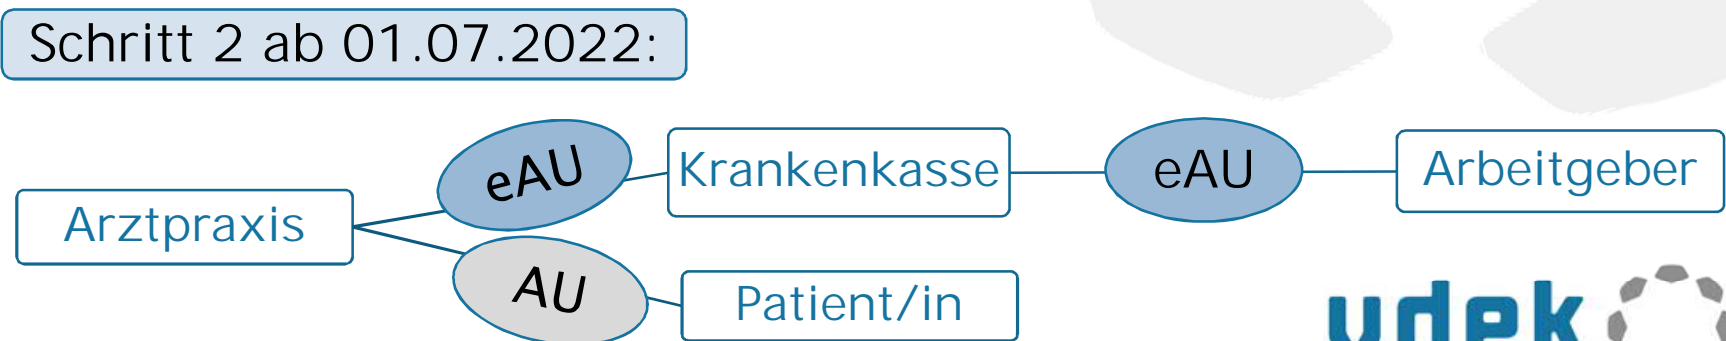 Schritt 2 ab 01.07.2022:
eAU
Krankenkasse
eAU
Arbeitgeber
Arztpraxis
AU
Patient/in
vdek